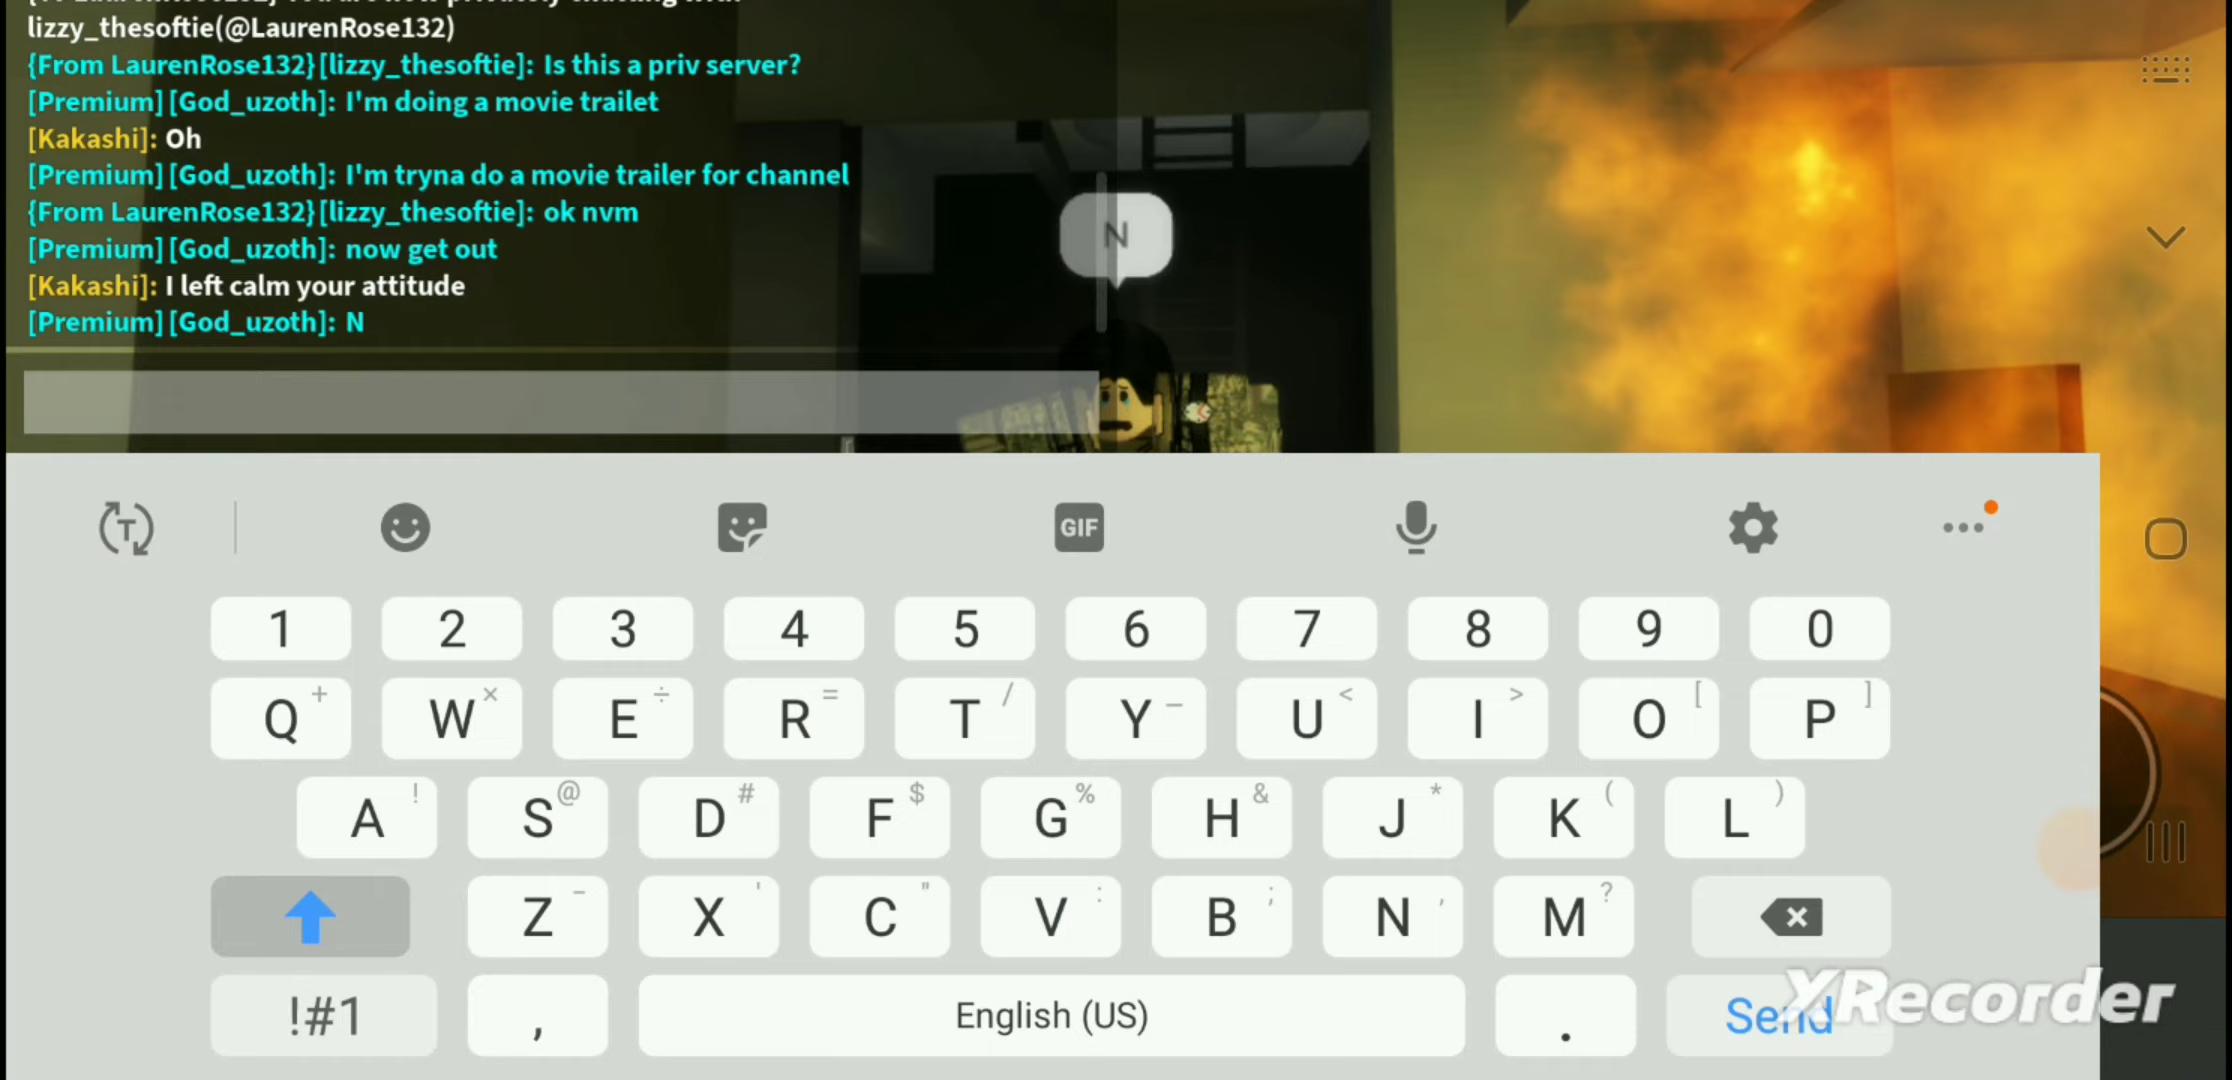 lizzy_thesoftie(@LaurenRose132)
{From LaurenRose132}[lizzy_thesoftie]: Is this a priv server?
[Premium][God_uzoth]: I'm doing a movie trailet
[Kakashi]: Oh
[Premium][God_uzoth]: I'm tryna do a movie trailer for channel
{From LaurenRose132}[lizzy_thesoftie]: ok nvm
[Premium][God_uzoth]: now get out
[Kakashi]: I left calm your attitude
[Premium][God_uzoth]: N
N
T
GIF
1 2 3 4 5 6 7 8 9 0
Q + W × E ÷ R = T / Y _ U < I > O [ P ]
A ! S @ D # F $ G % H & J * K ( L )
Z - X ' C " V : B ; N , M ?
!#1 , English (US) . Send
XRecorder